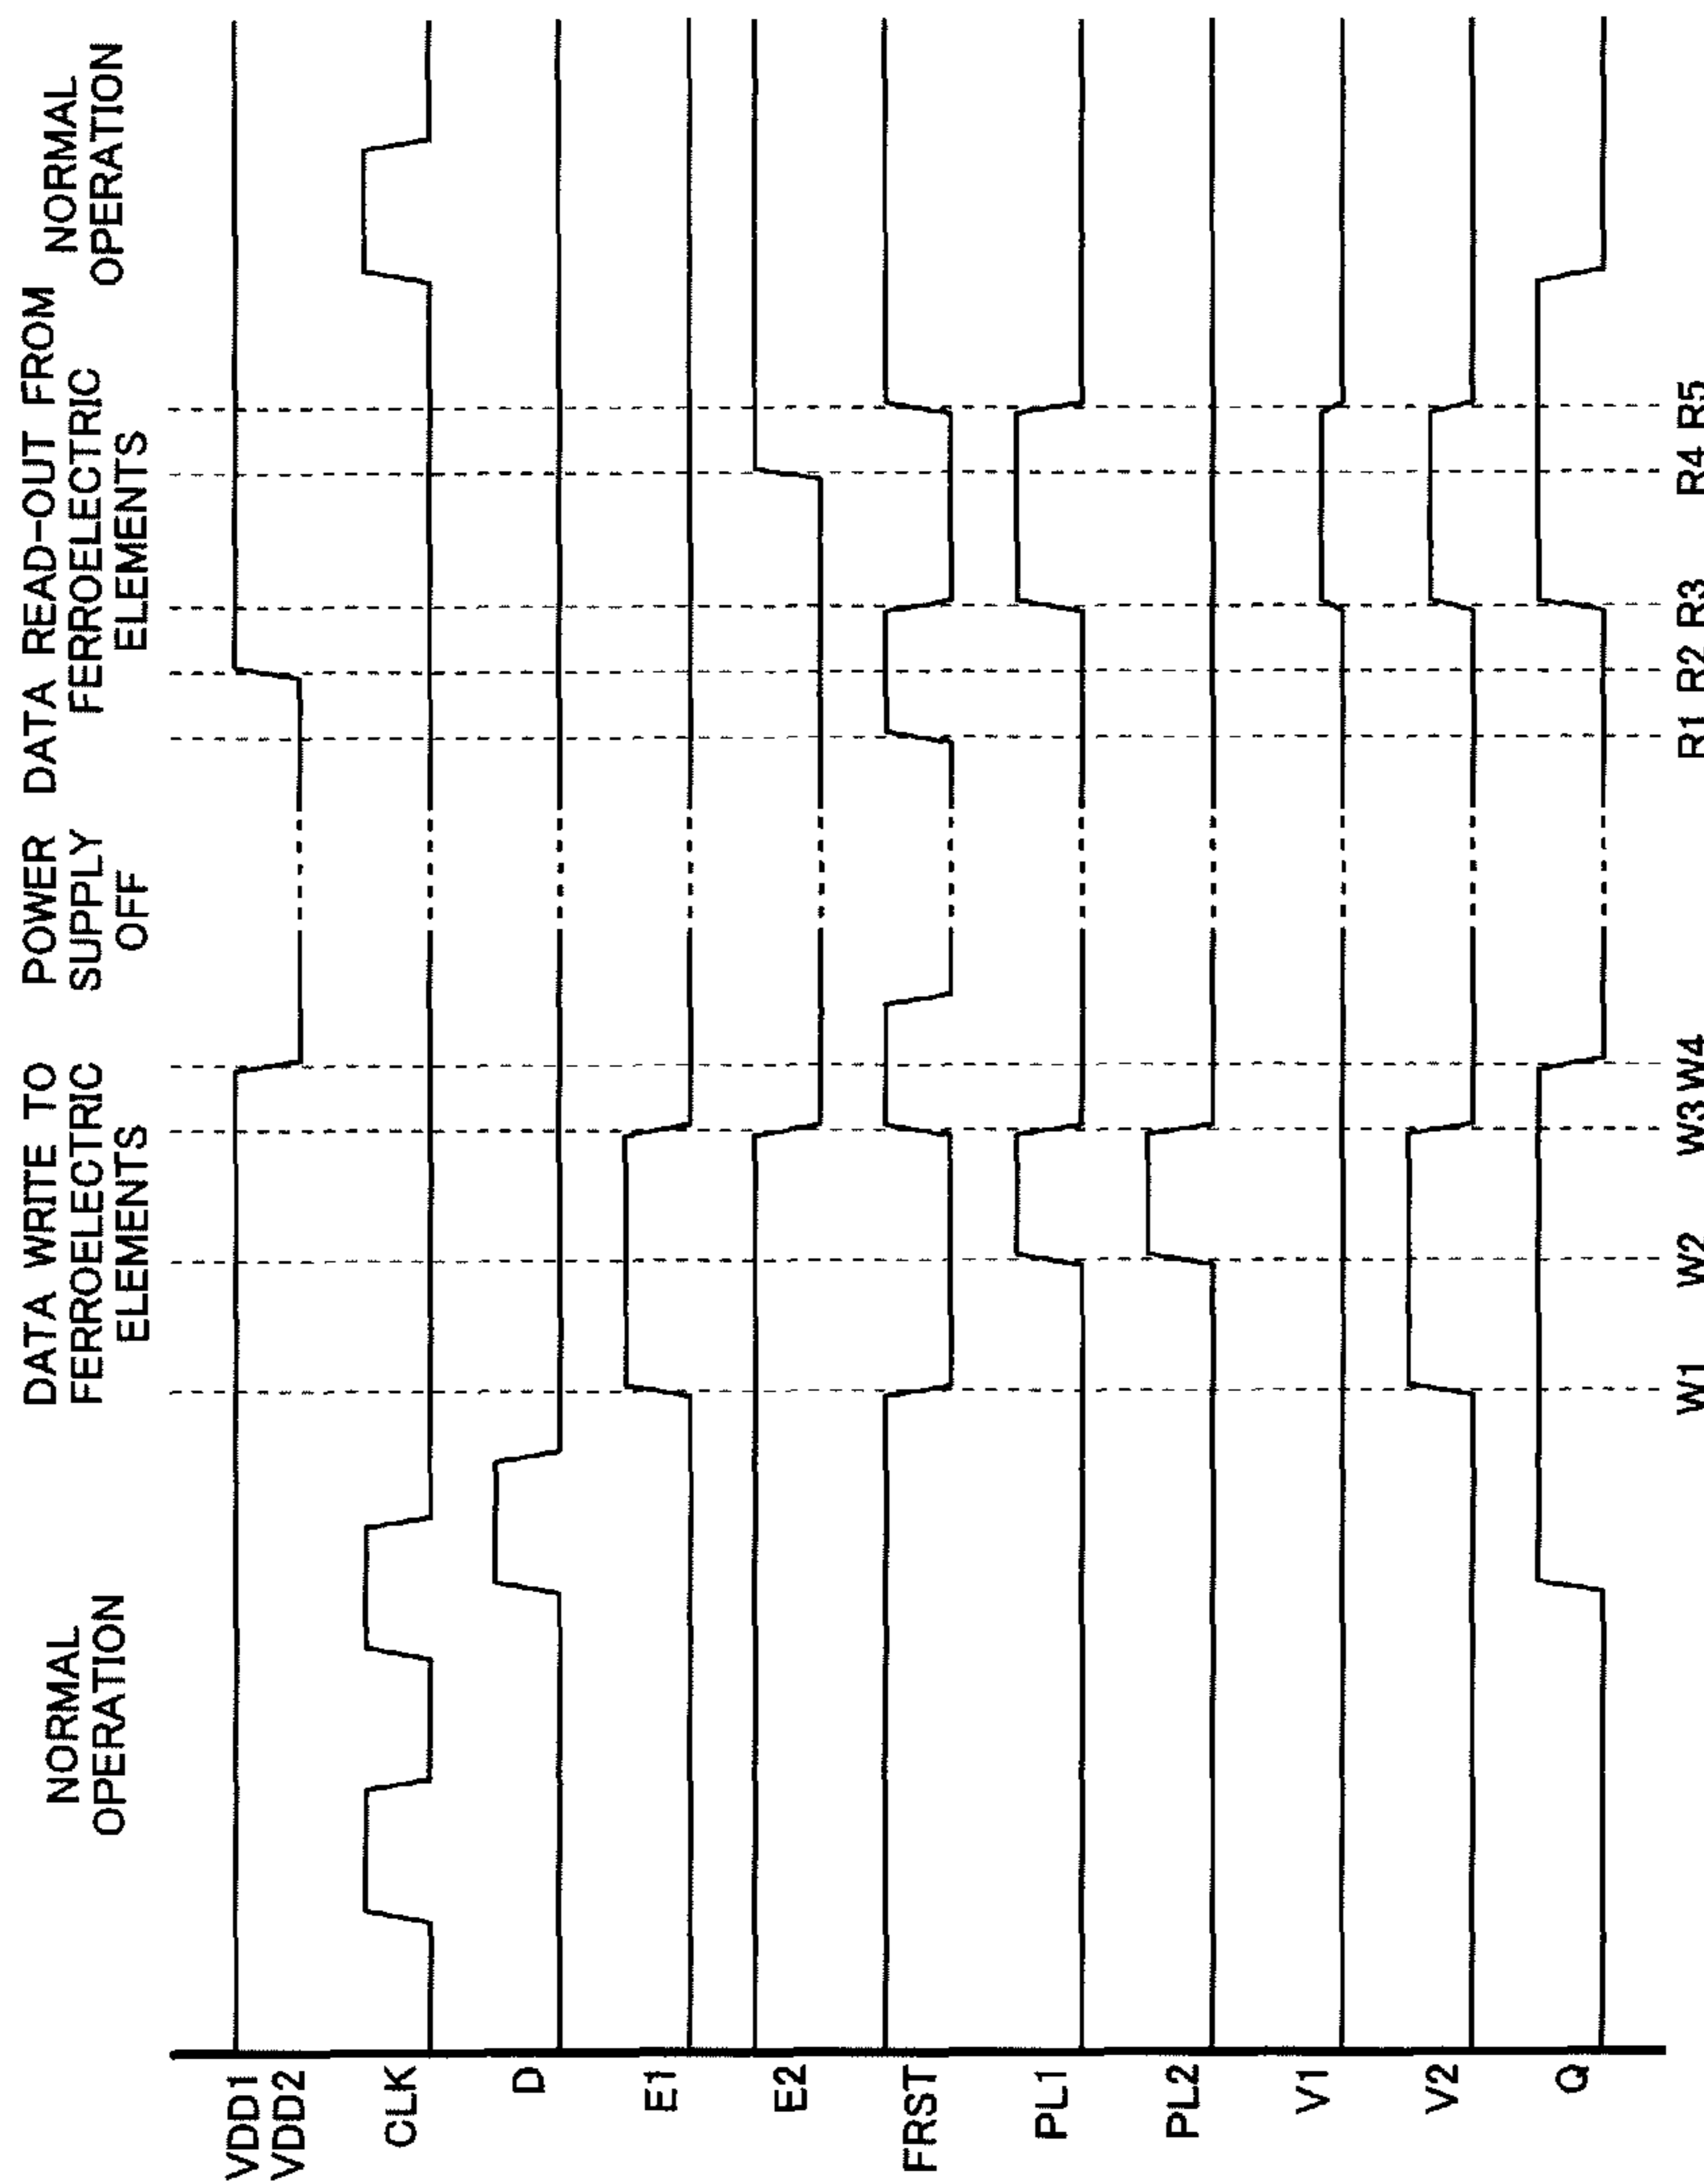 NORMAL
OPERATION
DATA WRITE TO
FERROELECTRIC
ELEMENTS
POWER
SUPPLY
OFF
DATA READ-OUT FROM
FERROELECTRIC
ELEMENTS
NORMAL
OPERATION
VDD1
VDD2
CLK
D
E1
E2
FRST
PL1
PL2
V1
V2
Q
W1 W2 W3 W4 R1 R2 R3 R4 R5